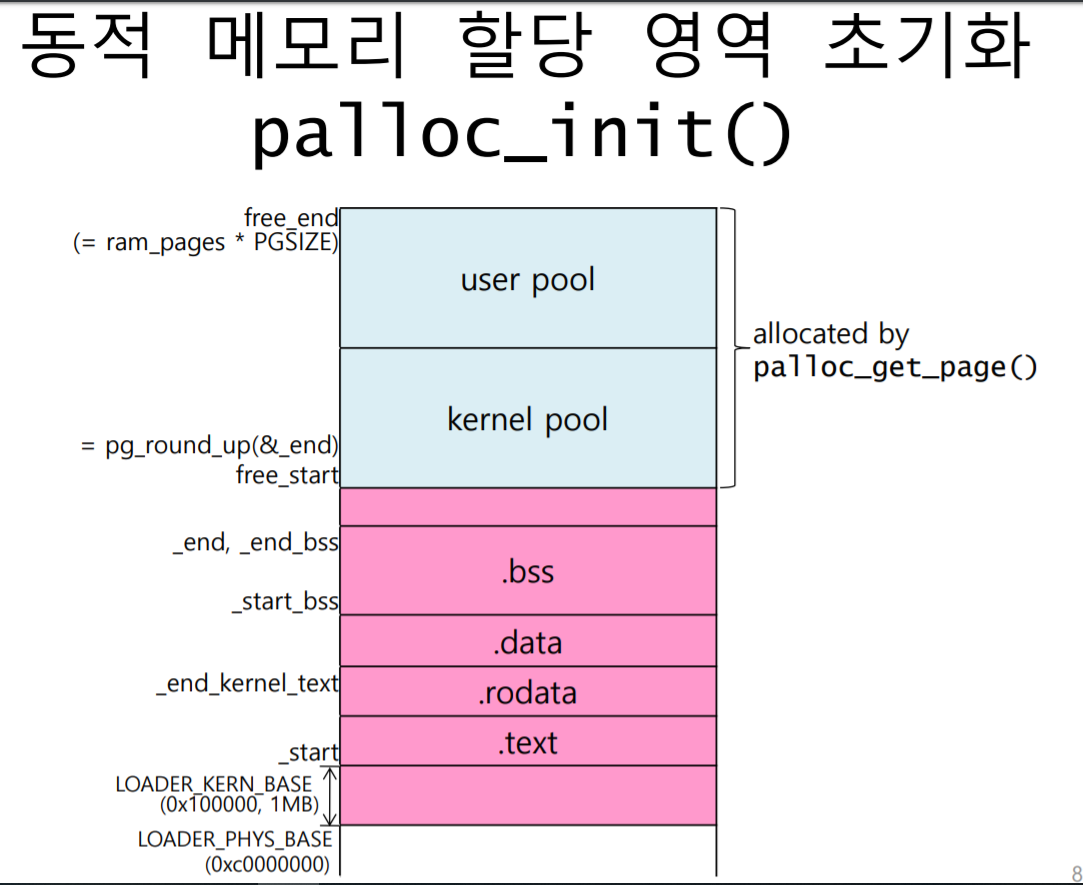 동적 메모리 할당 영역 초기화
palloc_init()
free_end
(= ram_pages * PGSIZE)
user pool
allocated by
palloc_get_page()
kernel pool
= pg_round_up(&_end)
free_start
_end, _end_bss
.bss
_start_bss
.data
_end_kernel_text
.rodata
.text
_start
LOADER_KERN_BASE
(0x100000, 1MB)
LOADER_PHYS_BASE
(0xc0000000)
8